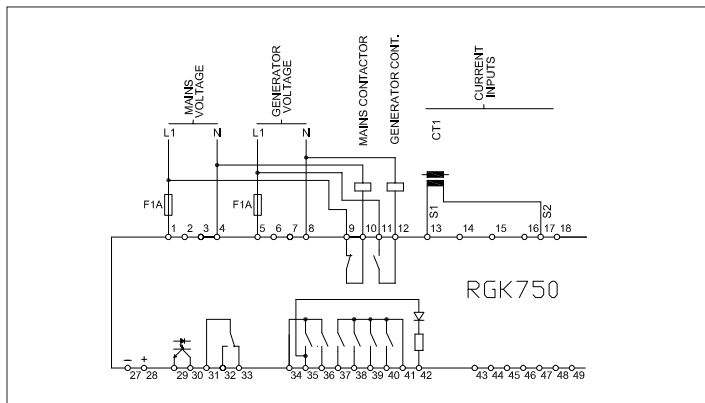 MAINS VOLTAGE
GENERATOR VOLTAGE
MAINS CONTACTOR
GENERATOR CONT.
CURRENT INPUTS
CT1
L1 N L1 N
F1A F1A S1 S2
1 2 3 4 5 6 7 8 9 10 11 12 13 14 15 16 17 18
RGK750
− +
27 28 29 30 31 32 33 34 35 36 37 38 39 40 41 42 43 44 45 46 47 48 49